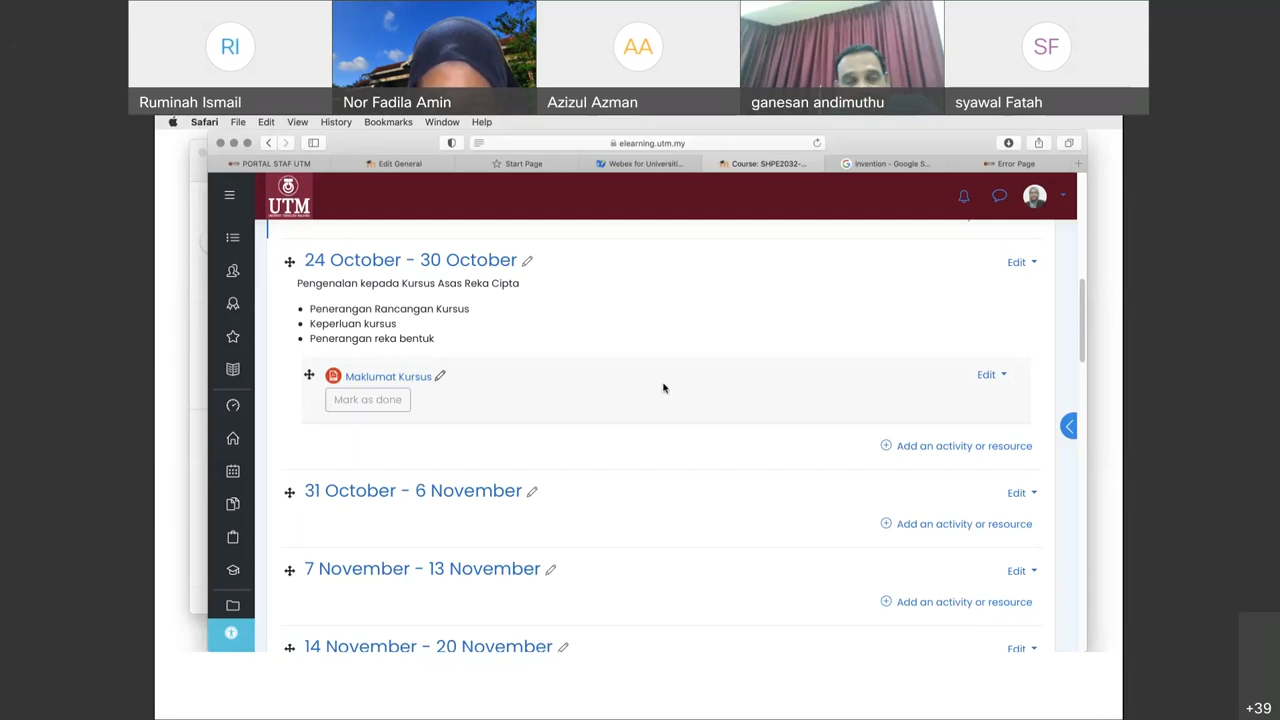 RI
AA
SF
Ruminah Ismail
Nor Fadila Amin
Azizul Azman
ganesan andimuthu
syawal Fatah
Safari File Edit View History Bookmarks Window Help
elearning.utm.my
PORTAL STAF UTM
Edit General
Start Page
Webex for Universiti...
Course: SHPE2032-...
invention - Google S...
Error Page
UTM
24 October - 30 October
Edit
Pengenalan kepada Kursus Asas Reka Cipta
Penerangan Rancangan Kursus
Keperluan kursus
Penerangan reka bentuk
Maklumat Kursus
Edit
Mark as done
Add an activity or resource
31 October - 6 November
Edit
Add an activity or resource
7 November - 13 November
Edit
Add an activity or resource
14 November - 20 November
Edit
+39